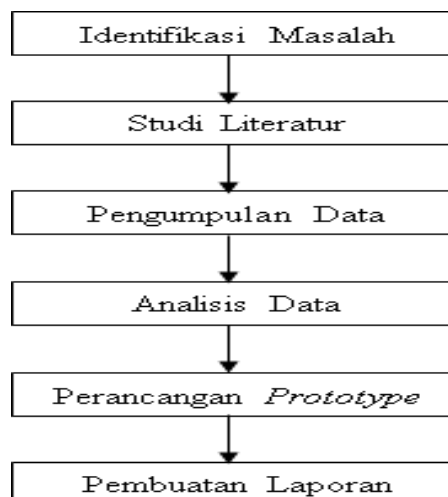 Identifikasi Masalah
Studi Literatur
Pengumpulan Data
Analisis Data
Perancangan Prototype
Pembuatan Laporan